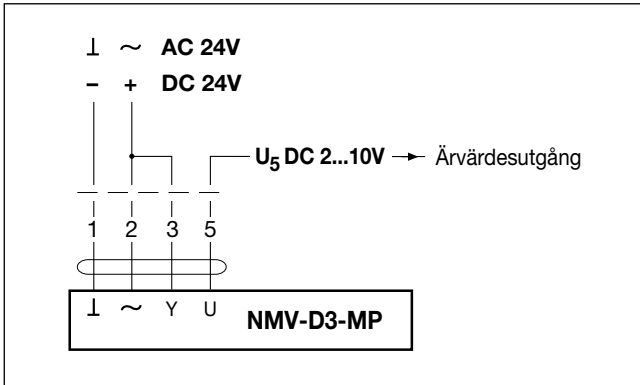 ⊥ ~ AC 24V
– + DC 24V
U5 DC 2...10V → Ärvärdesutgång
1 2 3 5
⊥ ~ Y U
NMV-D3-MP